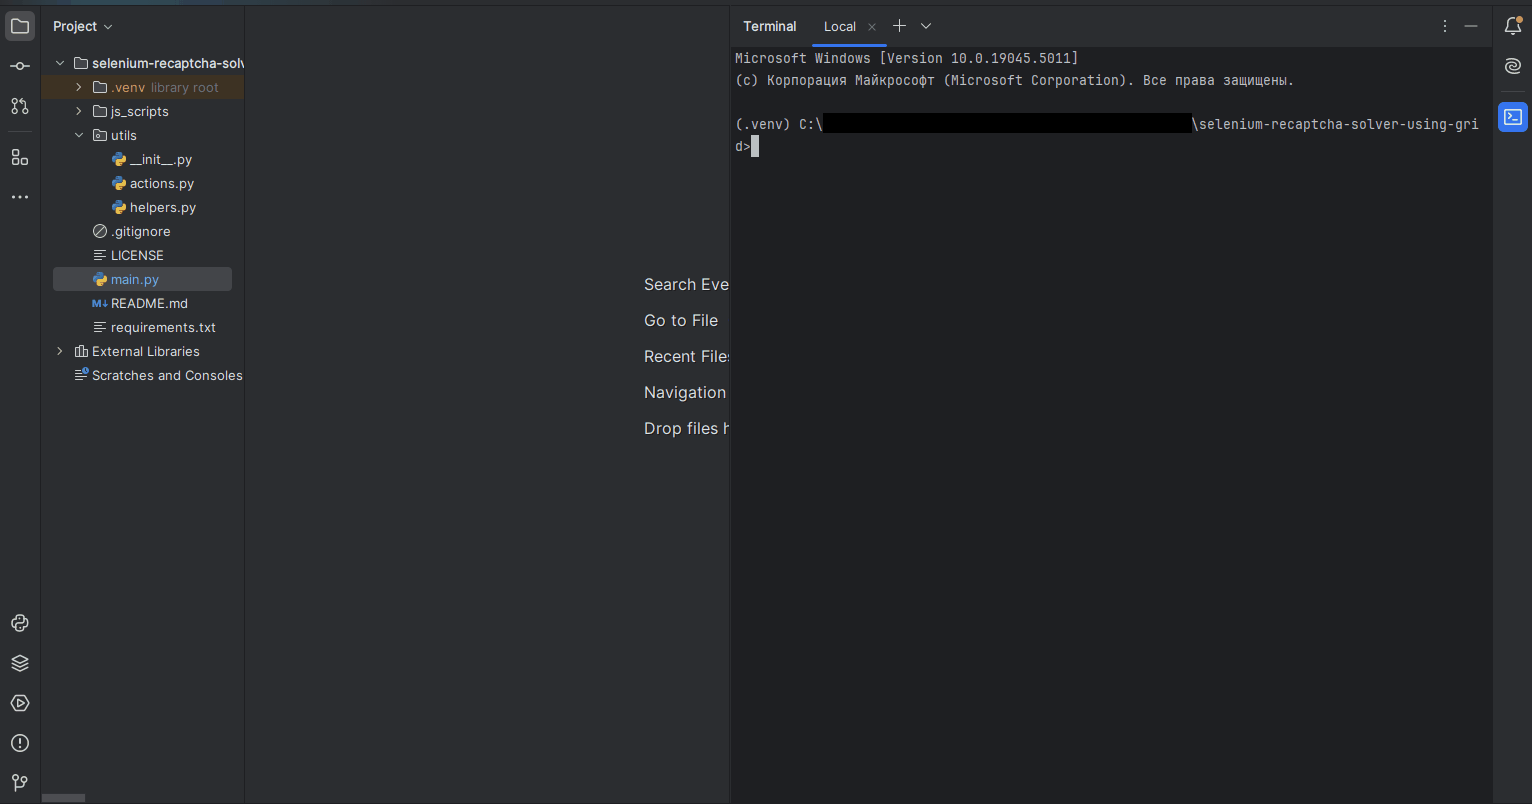 Project
selenium-recaptcha-solv
.venv library root
js_scripts
utils
__init__.py
actions.py
helpers.py
.gitignore
LICENSE
main.py
M↓ README.md
requirements.txt
External Libraries
Scratches and Consoles
Search Eve
Go to File
Recent Files
Navigation
Drop files h
Terminal Local
Microsoft Windows [Version 10.0.19045.5011]
(c) Корпорация Майкрософт (Microsoft Corporation). Все права защищены.
(.venv) C:\ \selenium-recaptcha-solver-using-gri
d>